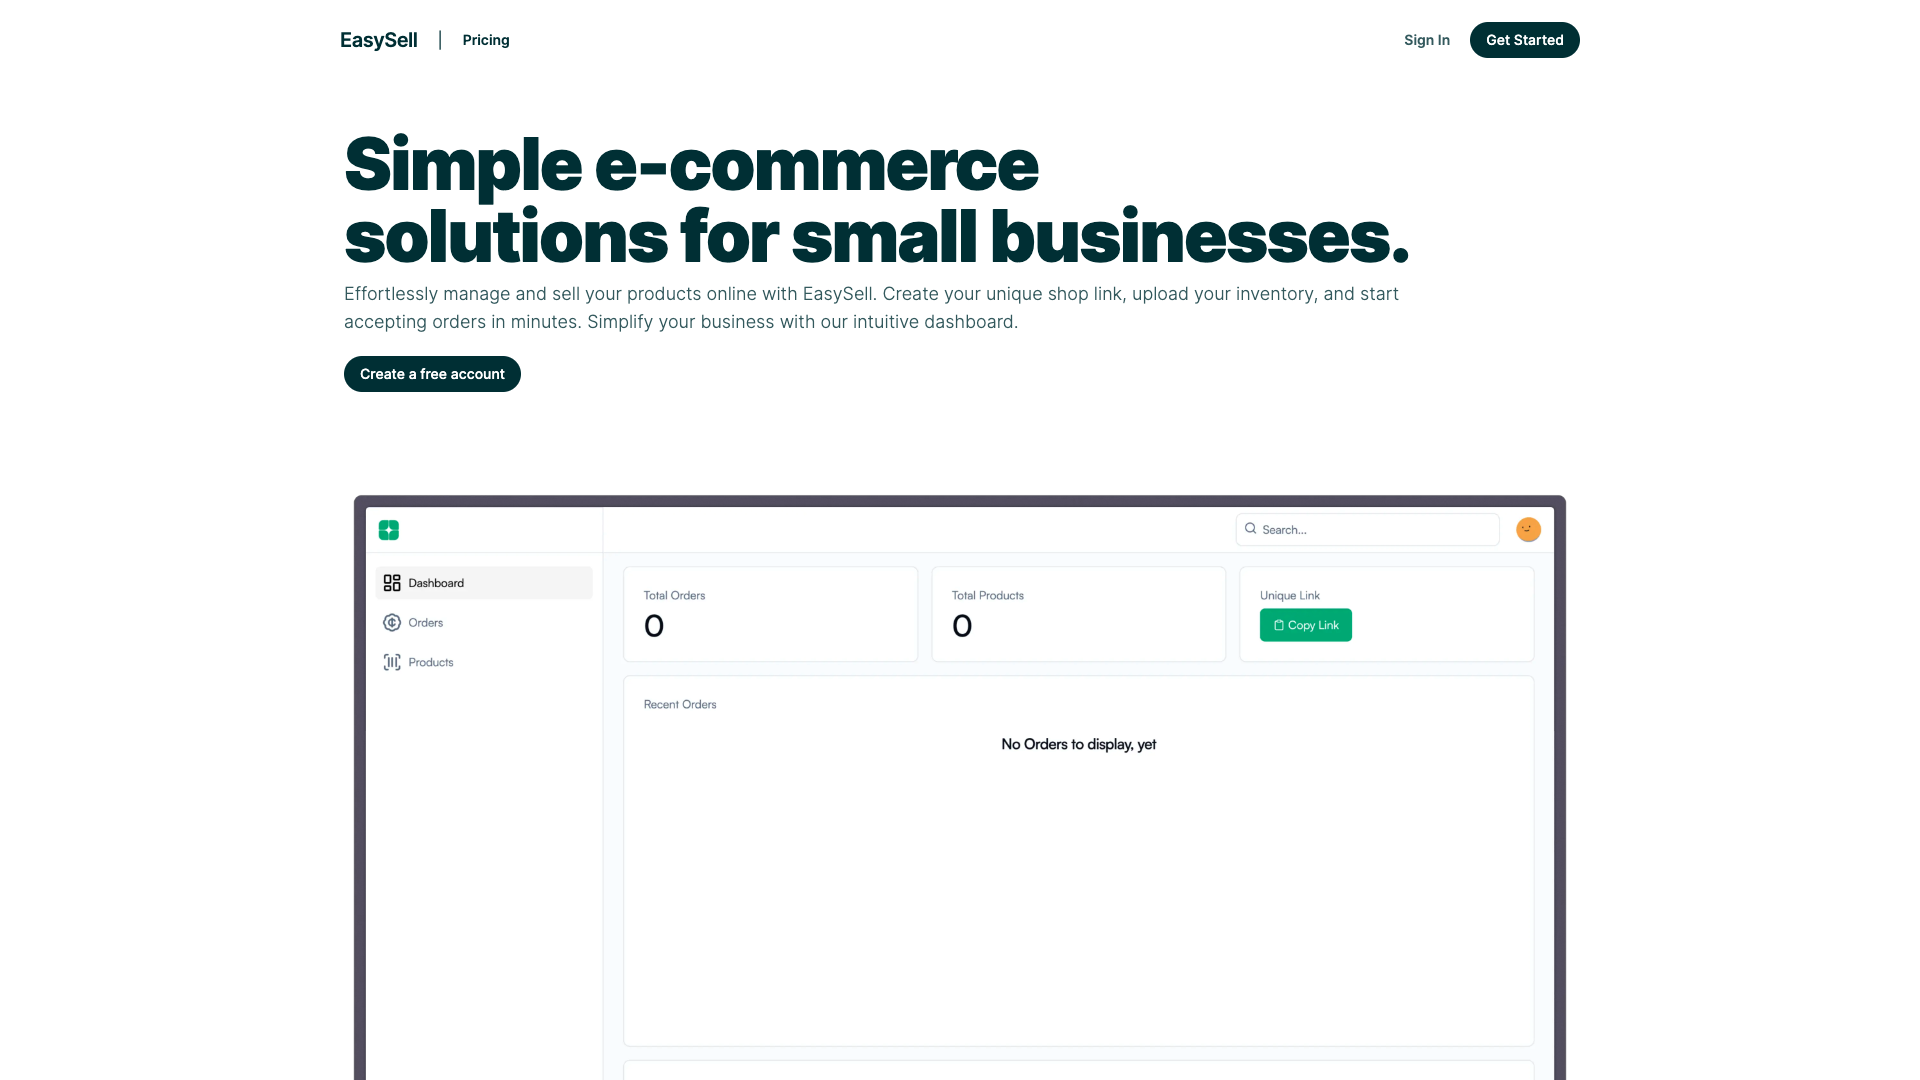 EasySell | Pricing
Sign In
Get Started
Simple e-commerce
solutions for small businesses.
Effortlessly manage and sell your products online with EasySell. Create your unique shop link, upload your inventory, and start
accepting orders in minutes. Simplify your business with our intuitive dashboard.
Create a free account
Search...
Dashboard
Orders
Products
Total Orders
0
Total Products
0
Unique Link
Copy Link
Recent Orders
No Orders to display, yet